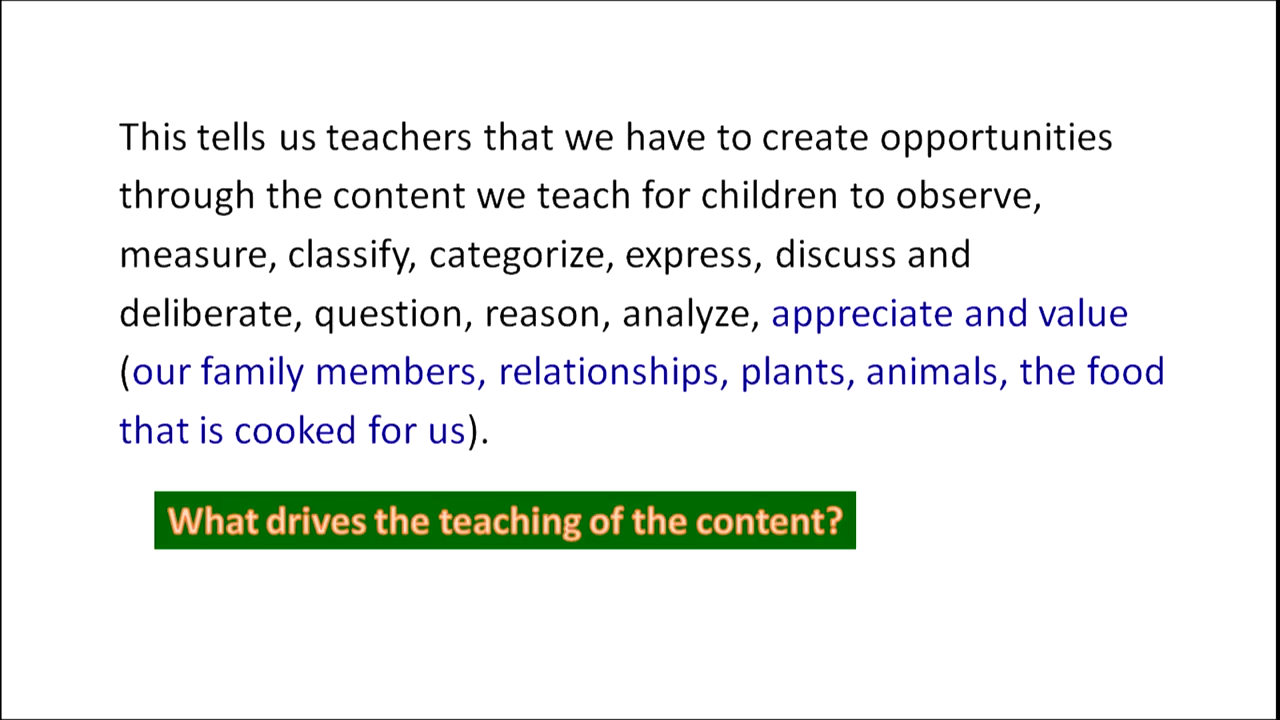 This tells us teachers that we have to create opportunities
through the content we teach for children to observe,
measure, classify, categorize, express, discuss and
deliberate, question, reason, analyze, appreciate and value
(our family members, relationships, plants, animals, the food
that is cooked for us).
What drives the teaching of the content?